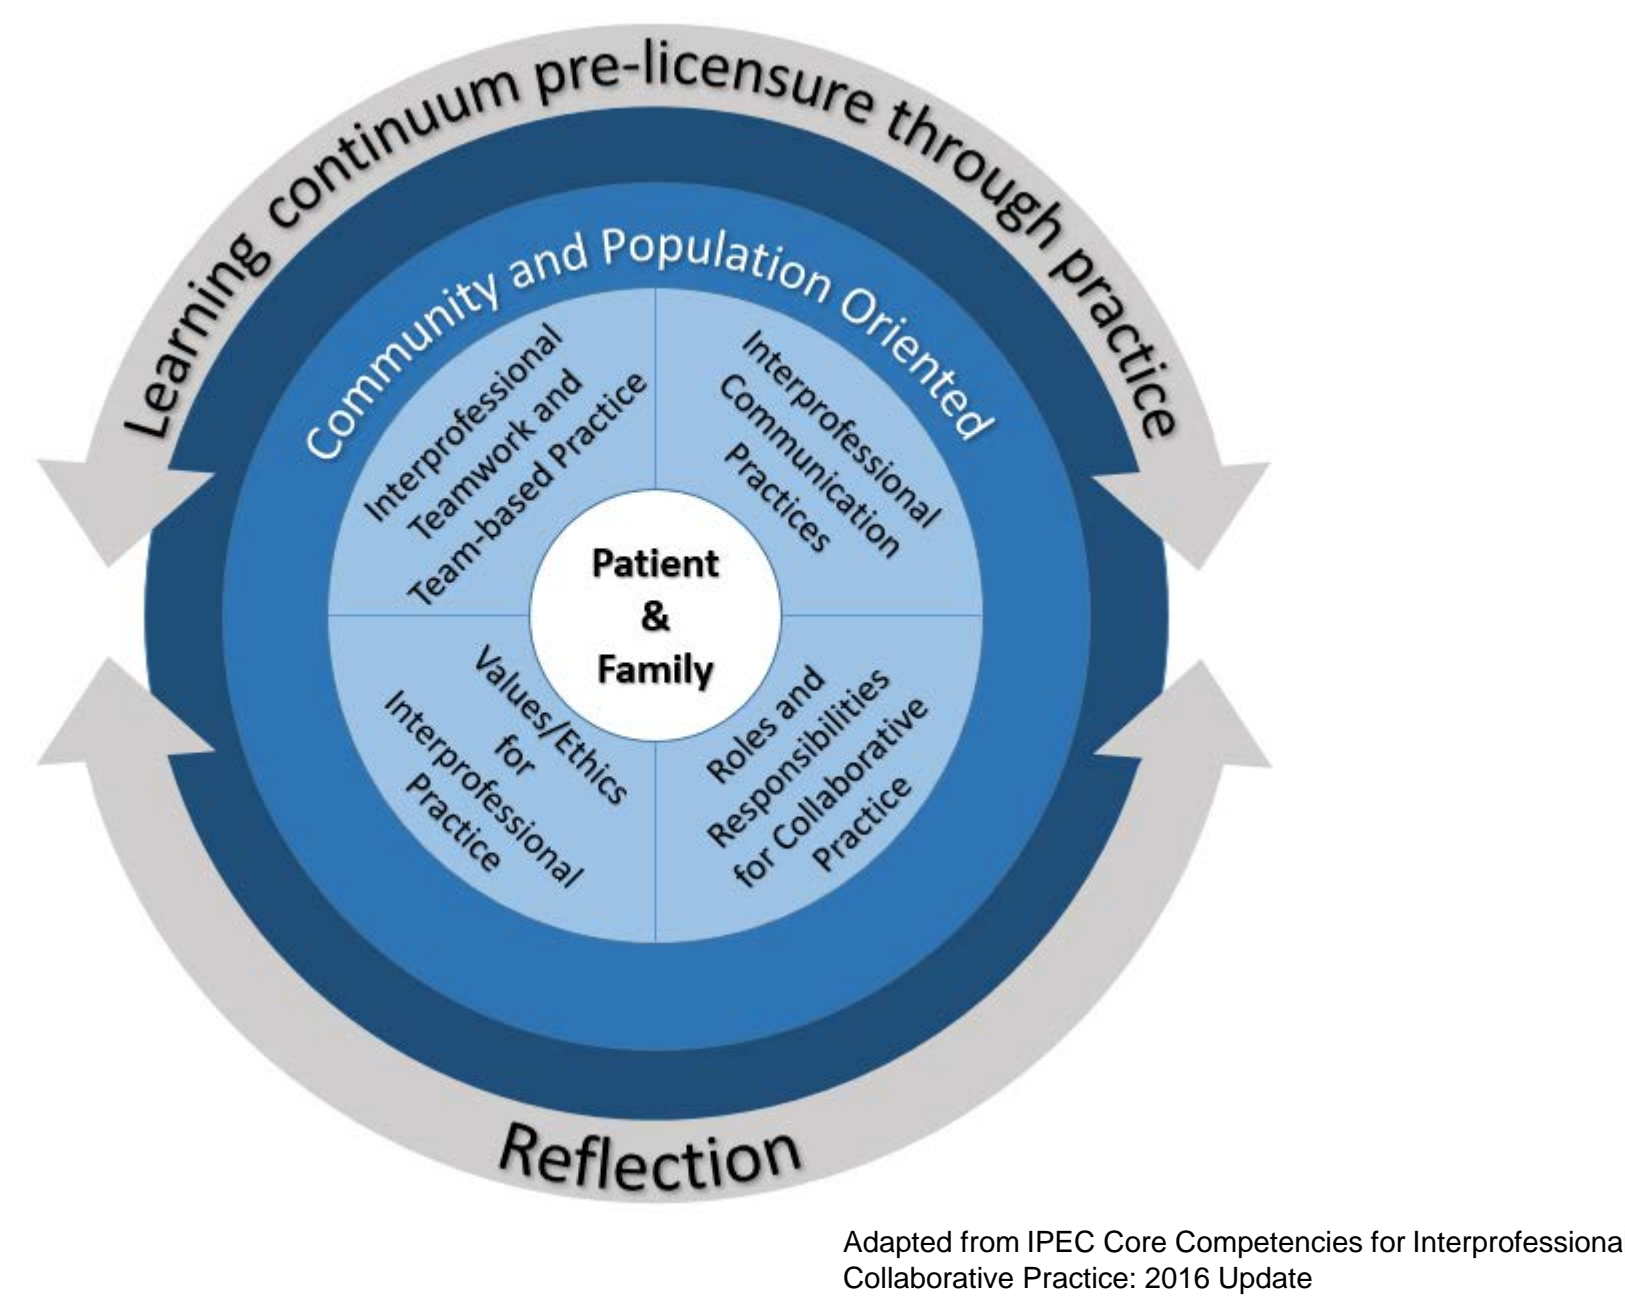 Learning continuum pre-licensure through practice
Community and Population Oriented
Interprofessional
Teamwork and
Team-based Practice
Interprofessional
Communication
Practices
Patient
&
Family
Values/Ethics
for
Interprofessional
Practice
Roles and
Responsibilities
for Collaborative
Practice
Reflection
Adapted from IPEC Core Competencies for Interprofessiona
Collaborative Practice: 2016 Update